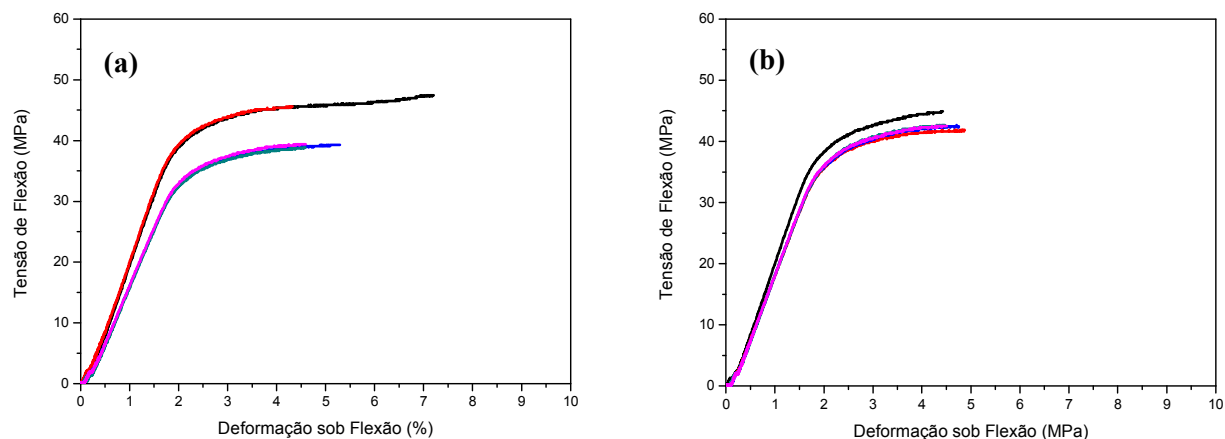 (a)
Tensão de Flexão (MPa)
60
50
40
30
20
10
0
0 1 2 3 4 5 6 7 8 9 10
Deformação sob Flexão (%)
(b)
Tensão de Flexão (MPa)
60
50
40
30
20
10
0
0 1 2 3 4 5 6 7 8 9 10
Deformação sob Flexão (MPa)